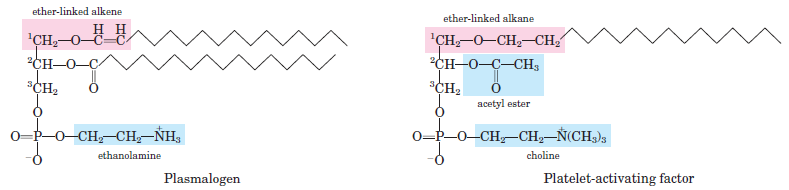 ether-linked alkene
H H
¹CH₂—O—C=C
²CH—O—C
³CH₂ O
O
O=P—O—CH₂—CH₂—N⁺H₃
⁻O ethanolamine
Plasmalogen
ether-linked alkane
¹CH₂—O—CH₂—CH₂
²CH—O—C—CH₃
³CH₂ O
acetyl ester
O
O=P—O—CH₂—CH₂—N⁺(CH₃)₃
⁻O choline
Platelet-activating factor